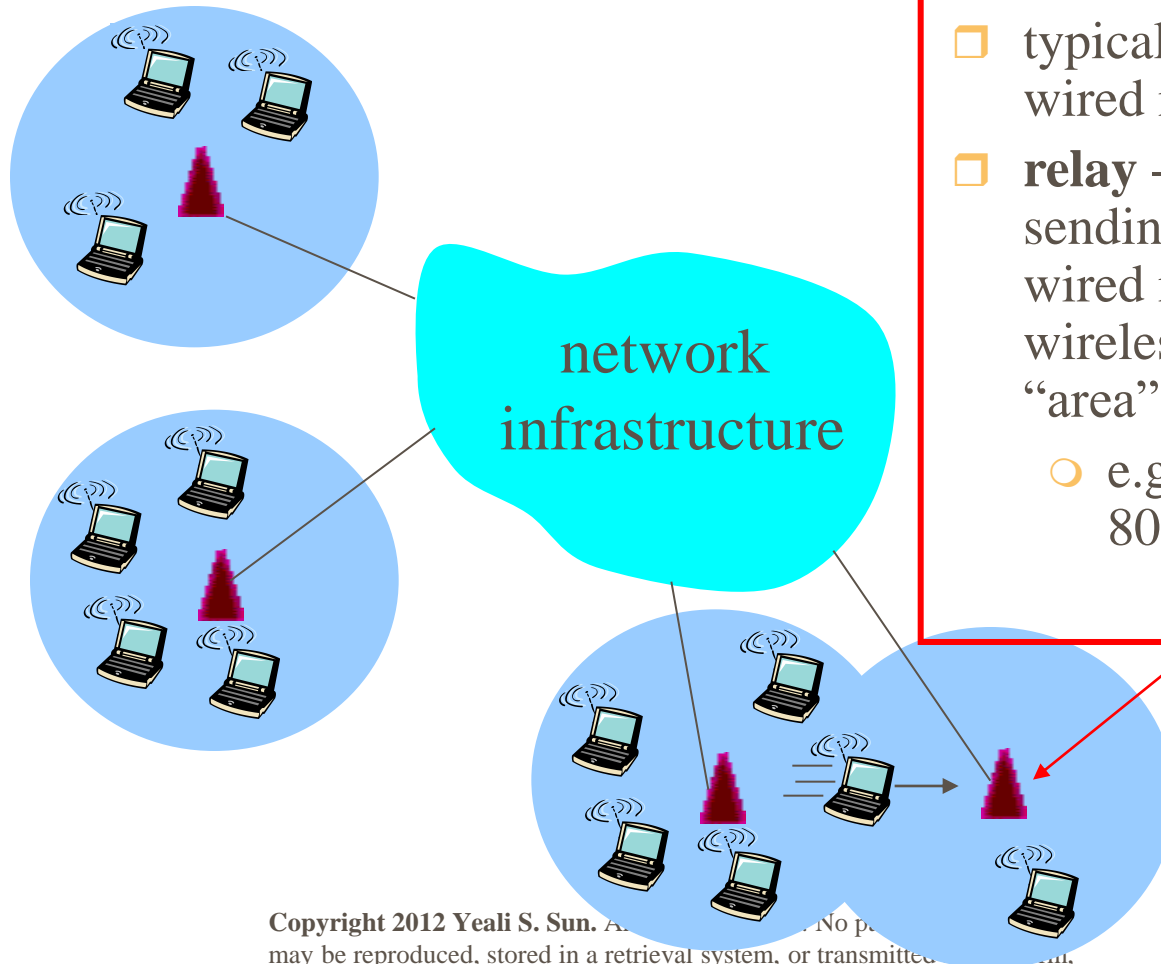 typical
wired
relay -
sendin
wired
wireles
“area”
e.g
80
network
infrastructure
Copyright 2012 Yeali S. Sun. No
may be reproduced, stored in a retrieval system, or transmitted